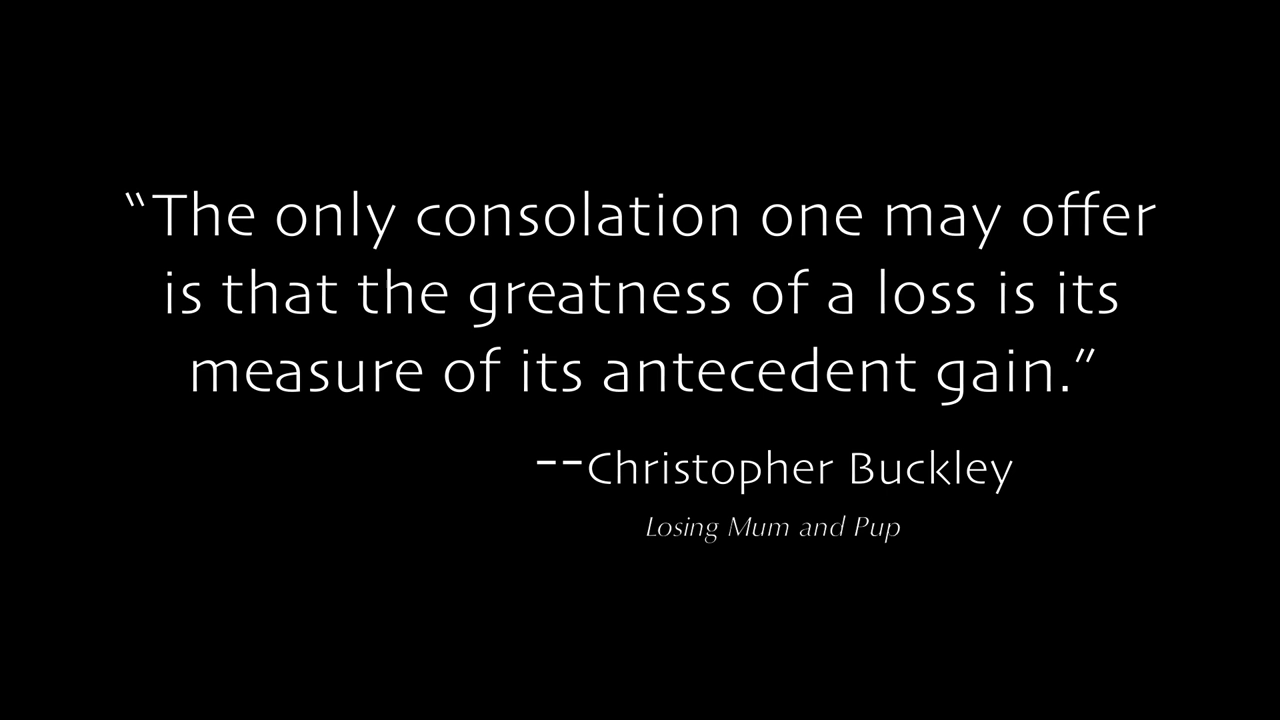 “The only consolation one may offer
is that the greatness of a loss is its
measure of its antecedent gain.”
--Christopher Buckley
Losing Mum and Pup